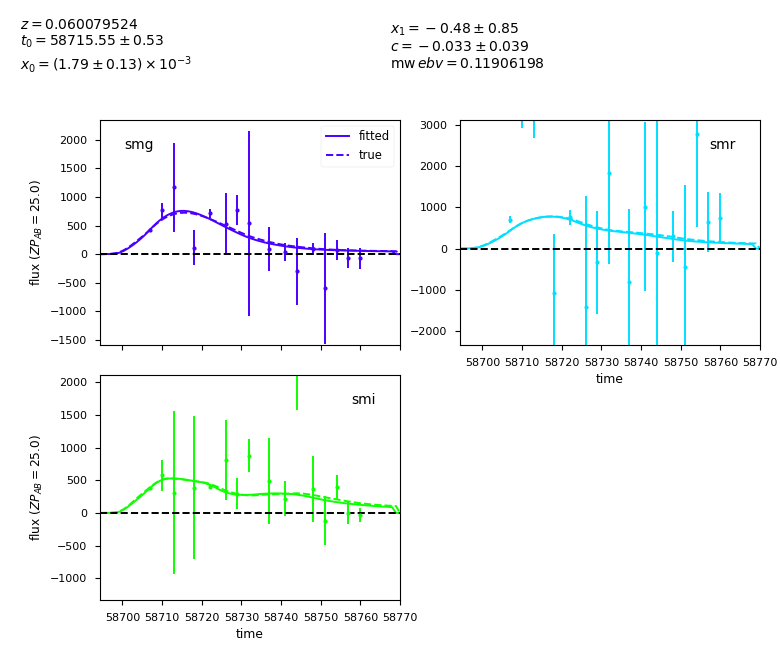 z = 0.060079524
t₀ = 58715.55 ± 0.53
x₀ = (1.79 ± 0.13) × 10⁻³
x₁ = −0.48 ± 0.85
c = −0.033 ± 0.039
mw ebv = 0.11906198
smg
fitted
true
2000
1500
1000
500
0
−500
−1000
−1500
flux (ZP_AB = 25.0)
smr
3000
2000
1000
0
−1000
−2000
58700 58710 58720 58730 58740 58750 58760 58770
time
smi
2000
1500
1000
500
0
−500
−1000
flux (ZP_AB = 25.0)
58700 58710 58720 58730 58740 58750 58760 58770
time